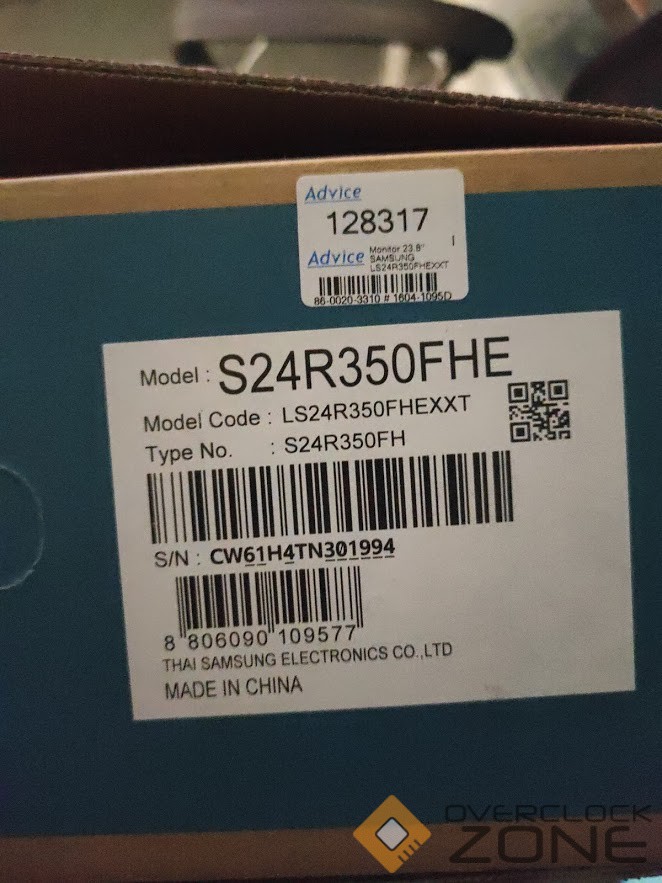 Advice
128317
Advice
Monitor 23.8"
SAMSUNG
LS24R350FHEXXT
86-0020-3310 # 1604-1095D
Model : S24R350FHE
Model Code : LS24R350FHEXXT
Type No. : S24R350FH
S/N : CW61H4TN301994
8 806090 109577
THAI SAMSUNG ELECTRONICS CO.,LTD
MADE IN CHINA
OVERCLOCK
ZONE